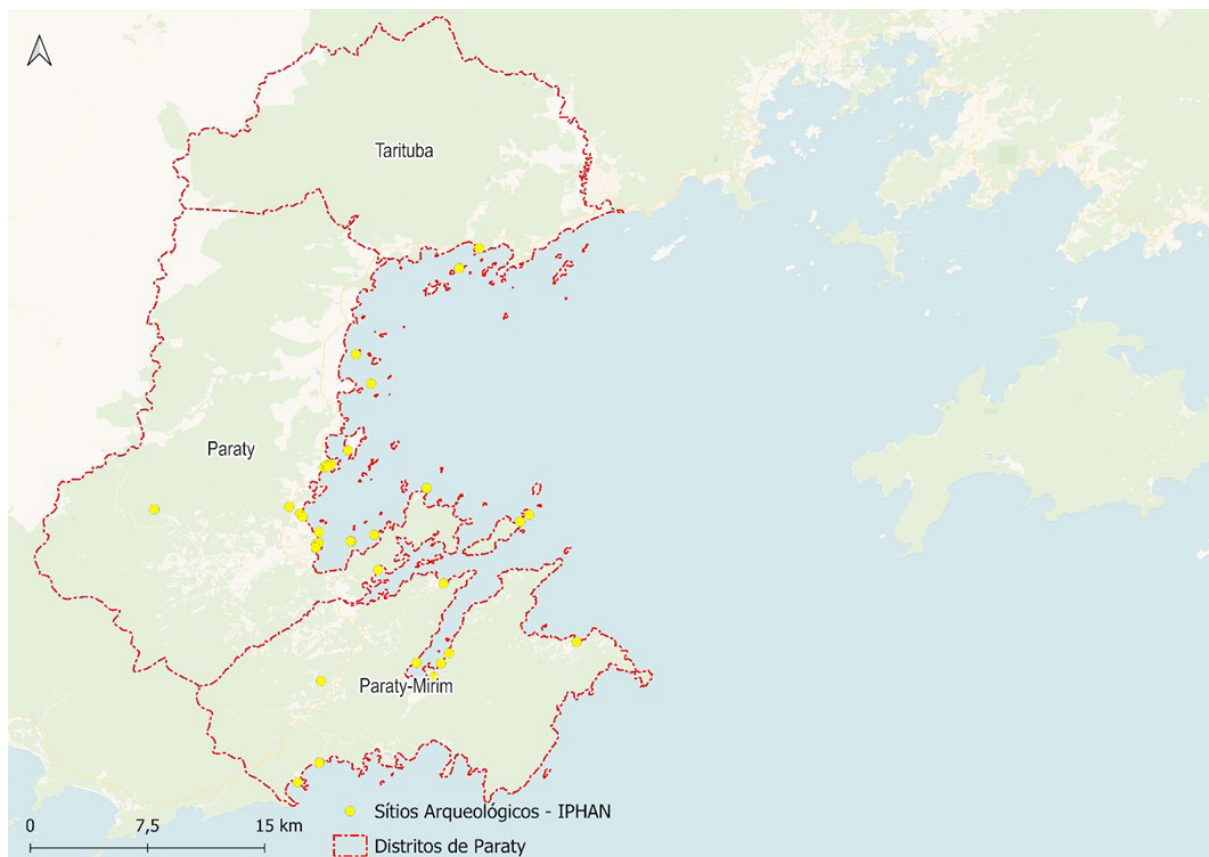 Tarituba
Paraty
Paraty-Mirim
Sítios Arqueológicos - IPHAN
0 7,5 15 km
Distritos de Paraty